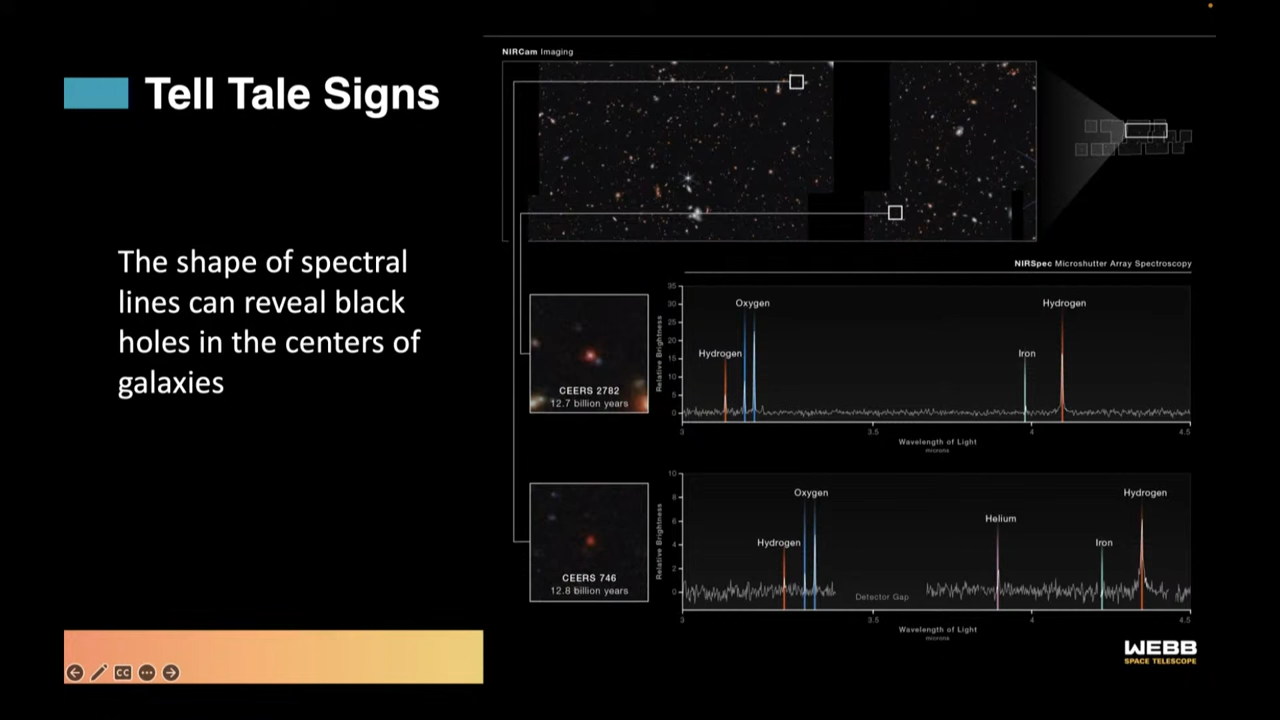 Tell Tale Signs
The shape of spectral
lines can reveal black
holes in the centers of
galaxies
NIRCam Imaging
NIRSpec Microshutter Array Spectroscopy
CEERS 2782
12.7 billion years
Relative Brightness
35
30
25
20
15
10
5
0
Hydrogen
Oxygen
Iron
Hydrogen
3
3.5
4
4.5
Wavelength of Light
microns
CEERS 746
12.8 billion years
Relative Brightness
10
8
6
4
2
0
Hydrogen
Oxygen
Detector Gap
Helium
Iron
Hydrogen
3
3.5
4
4.5
Wavelength of Light
microns
CC
WEBB
SPACE TELESCOPE